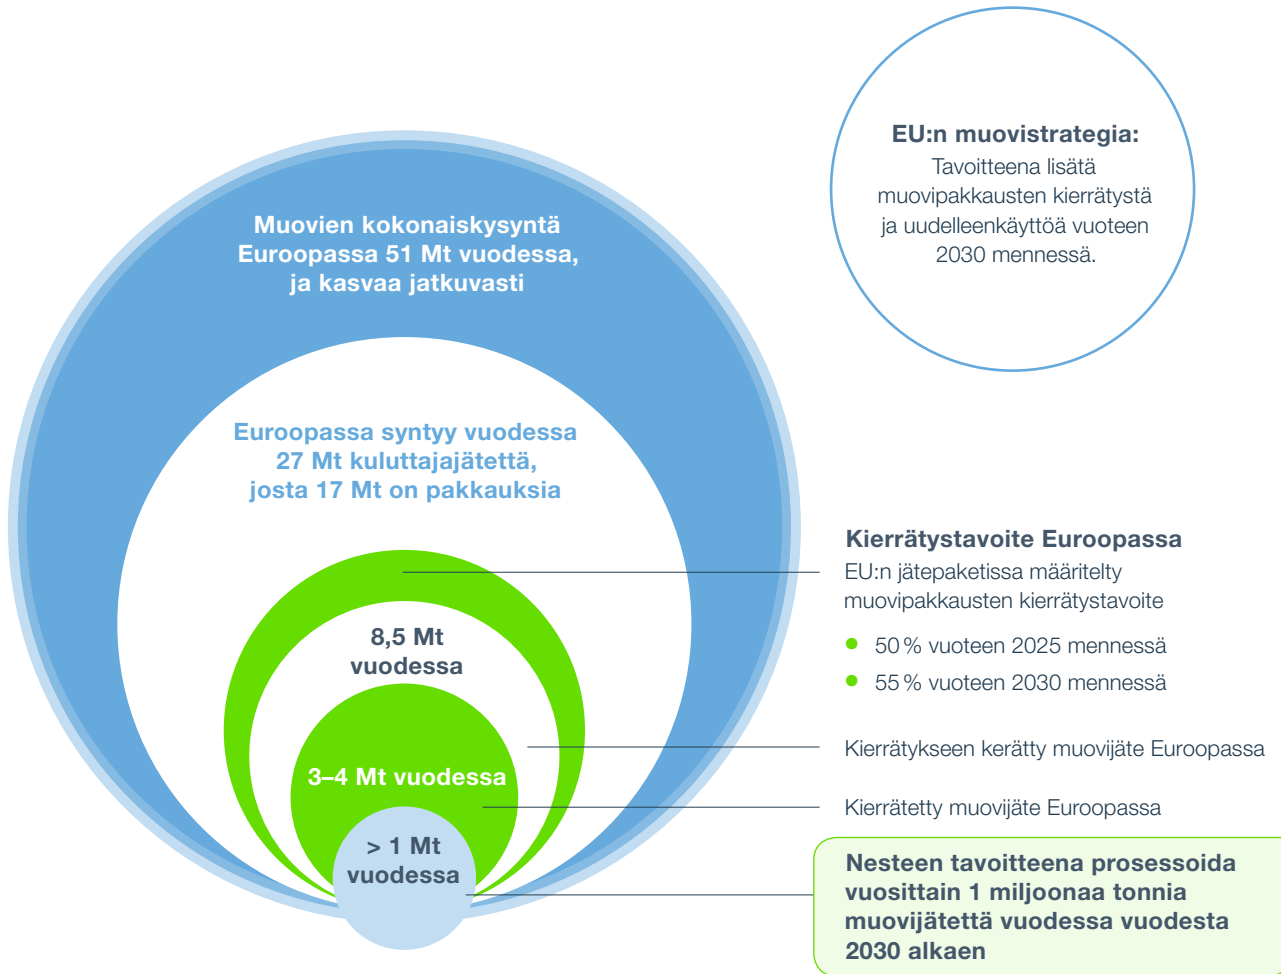 EU:n muovistrategia:
Tavoitteena lisätä
muovipakkausten kierrätystä
ja uudelleenkäyttöä vuoteen
2030 mennessä.
Muovien kokonaiskysyntä
Euroopassa 51 Mt vuodessa,
ja kasvaa jatkuvasti
Euroopassa syntyy vuodessa
27 Mt kuluttajajätettä,
josta 17 Mt on pakkauksia
8,5 Mt
vuodessa
3–4 Mt vuodessa
> 1 Mt
vuodessa
Kierrätystavoite Euroopassa
EU:n jätepaketissa määritelty
muovipakkausten kierrätystavoite
• 50 % vuoteen 2025 mennessä
• 55 % vuoteen 2030 mennessä
Kierrätykseen kerätty muovijäte Euroopassa
Kierrätetty muovijäte Euroopassa
Nesteen tavoitteena prosessoida
vuosittain 1 miljoonaa tonnia
muovijätettä vuodessa vuodesta
2030 alkaen